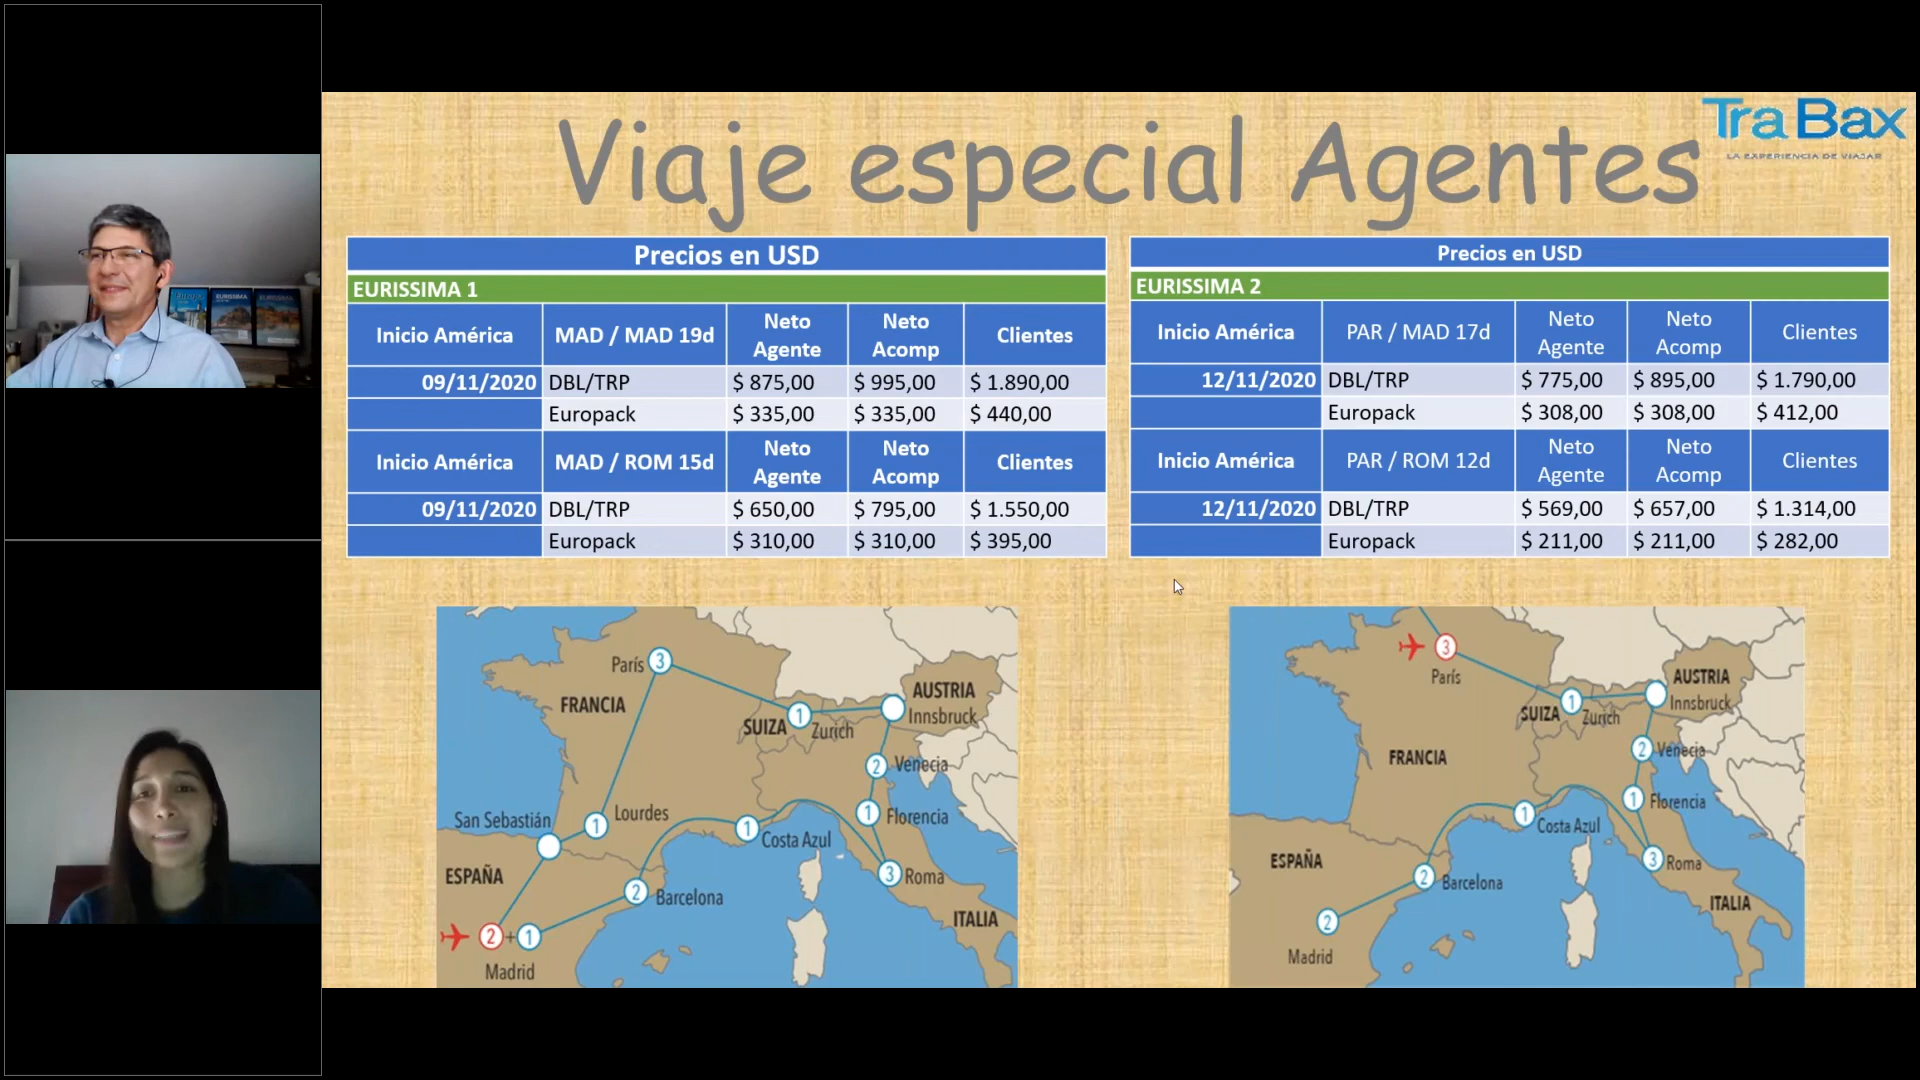 Viaje especial Agentes
Tra Bax
LA EXPERIENCIA DE VIAJAR
Precios en USD
EURISSIMA 1
Inicio América MAD / MAD 19d Neto Agente Neto Acomp Clientes
09/11/2020 DBL/TRP $ 875,00 $ 995,00 $ 1.890,00
Europack $ 335,00 $ 335,00 $ 440,00
Inicio América MAD / ROM 15d Neto Agente Neto Acomp Clientes
09/11/2020 DBL/TRP $ 650,00 $ 795,00 $ 1.550,00
Europack $ 310,00 $ 310,00 $ 395,00
Precios en USD
EURISSIMA 2
Inicio América PAR / MAD 17d Neto Agente Neto Acomp Clientes
12/11/2020 DBL/TRP $ 775,00 $ 895,00 $ 1.790,00
Europack $ 308,00 $ 308,00 $ 412,00
Inicio América PAR / ROM 12d Neto Agente Neto Acomp Clientes
12/11/2020 DBL/TRP $ 569,00 $ 657,00 $ 1.314,00
Europack $ 211,00 $ 211,00 $ 282,00
París 3
FRANCIA
AUSTRIA
Innsbruck
SUIZA
1
Zurich
2 Venecia
San Sebastián
1 Lourdes
1 Costa Azul
1 Florencia
ESPAÑA
2 Barcelona
3 Roma
ITALIA
2 + 1
Madrid
3
París
AUSTRIA
Innsbruck
SUIZA
1
Zurich
2 Venecia
FRANCIA
1 Florencia
1 Costa Azul
ESPAÑA
2 Barcelona
3 Roma
ITALIA
2
Madrid
EURISSIMA
EURISSIMA